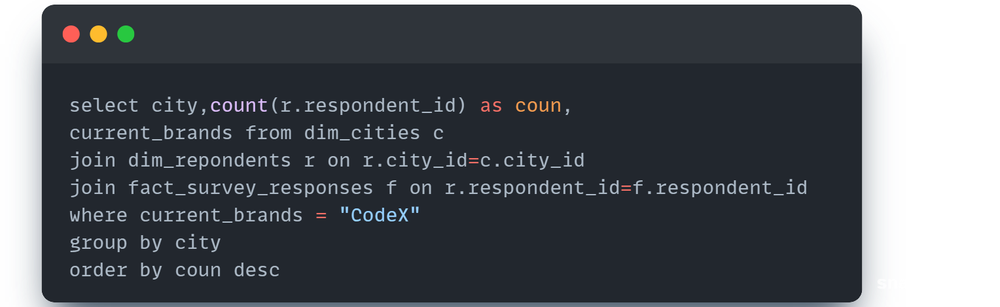 select city,count(r.respondent_id) as coun,
current_brands from dim_cities c
join dim_repondents r on r.city_id=c.city_id
join fact_survey_responses f on r.respondent_id=f.respondent_id
where current_brands = "CodeX"
group by city
order by coun desc